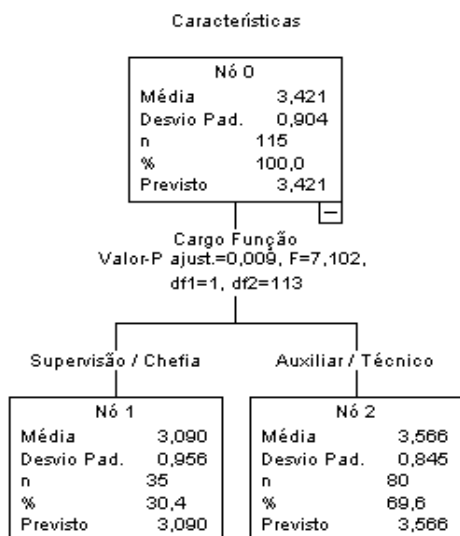 Características
Nó 0
Média 3,421
Desvio Pad. 0,904
n 115
% 100,0
Previsto 3,421
Cargo Função
Valor-P ajust.=0,009, F=7,102,
df1=1, df2=113
Supervisão / Chefia
Auxiliar / Técnico
Nó 1
Média 3,090
Desvio Pad. 0,956
n 35
% 30,4
Previsto 3,090
Nó 2
Média 3,566
Desvio Pad. 0,845
n 80
% 69,6
Previsto 3,566